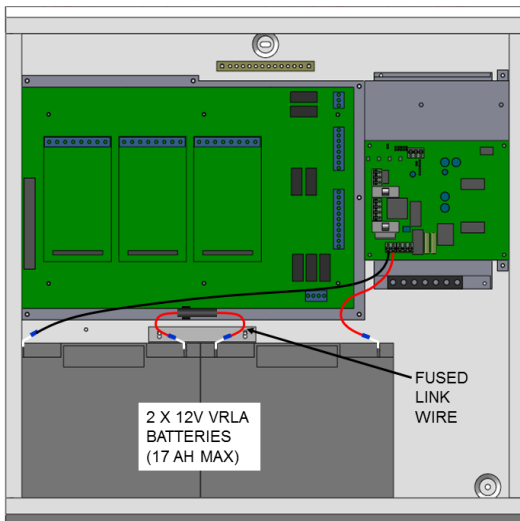 FUSED
LINK
WIRE
2 X 12V VRLA
BATTERIES
(17 AH MAX)